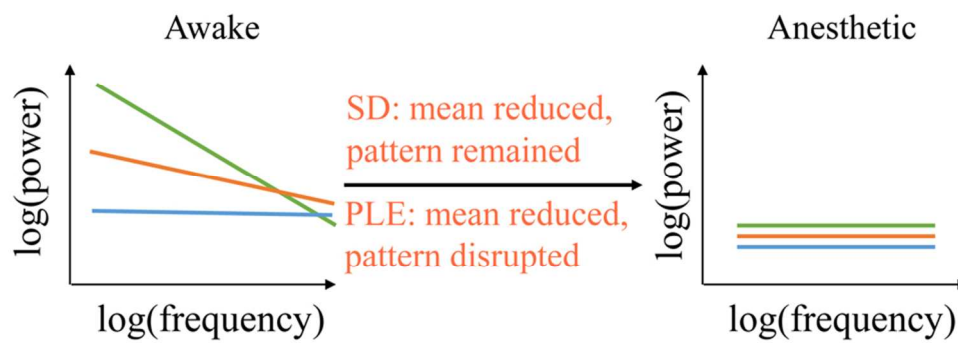 Awake
log(power)
log(frequency)
SD: mean reduced,
pattern remained
PLE: mean reduced,
pattern disrupted
Anesthetic
log(power)
log(frequency)